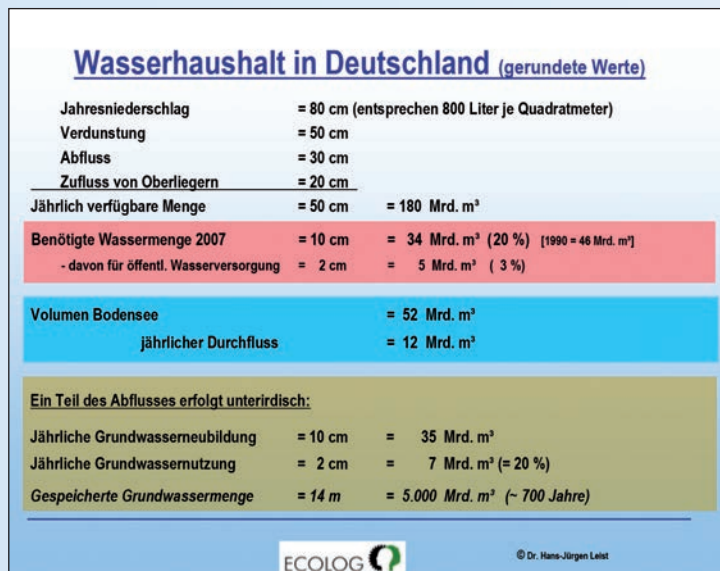 Wasserhaushalt in Deutschland (gerundete Werte)
Jahresniederschlag = 80 cm (entsprechen 800 Liter je Quadratmeter)
Verdunstung = 50 cm
Abfluss = 30 cm
Zufluss von Oberliegern = 20 cm
Jährlich verfügbare Menge = 50 cm = 180 Mrd. m³
Benötigte Wassermenge 2007 = 10 cm = 34 Mrd. m³ (20 %) [1990 = 46 Mrd. m³]
- davon für öffentl. Wasserversorgung = 2 cm = 5 Mrd. m³ ( 3 %)
Volumen Bodensee = 52 Mrd. m³
jährlicher Durchfluss = 12 Mrd. m³
Ein Teil des Abflusses erfolgt unterirdisch:
Jährliche Grundwasserneubildung = 10 cm = 35 Mrd. m³
Jährliche Grundwassernutzung = 2 cm = 7 Mrd. m³ (= 20 %)
Gespeicherte Grundwassermenge = 14 m = 5.000 Mrd. m³ (~ 700 Jahre)
ECOLOG
© Dr. Hans-Jürgen Leist